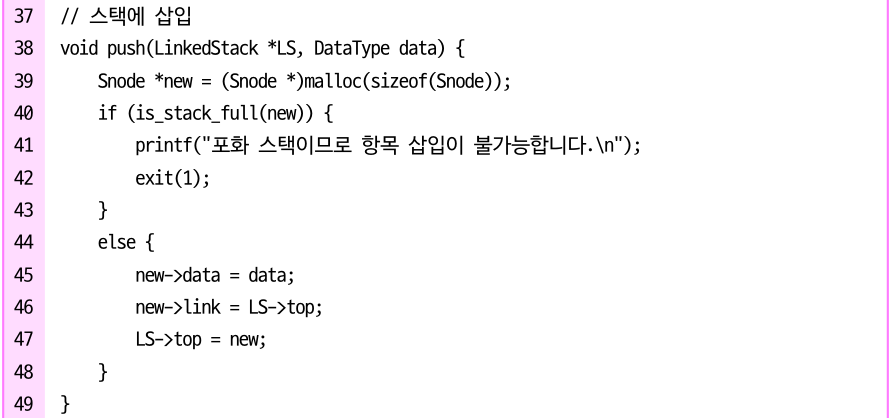 37 // 스택에 삽입
38 void push(LinkedStack *LS, DataType data) {
39     Snode *new = (Snode *)malloc(sizeof(Snode));
40     if (is_stack_full(new)) {
41         printf("포화 스택이므로 항목 삽입이 불가능합니다.\n");
42         exit(1);
43     }
44     else {
45         new->data = data;
46         new->link = LS->top;
47         LS->top = new;
48     }
49 }